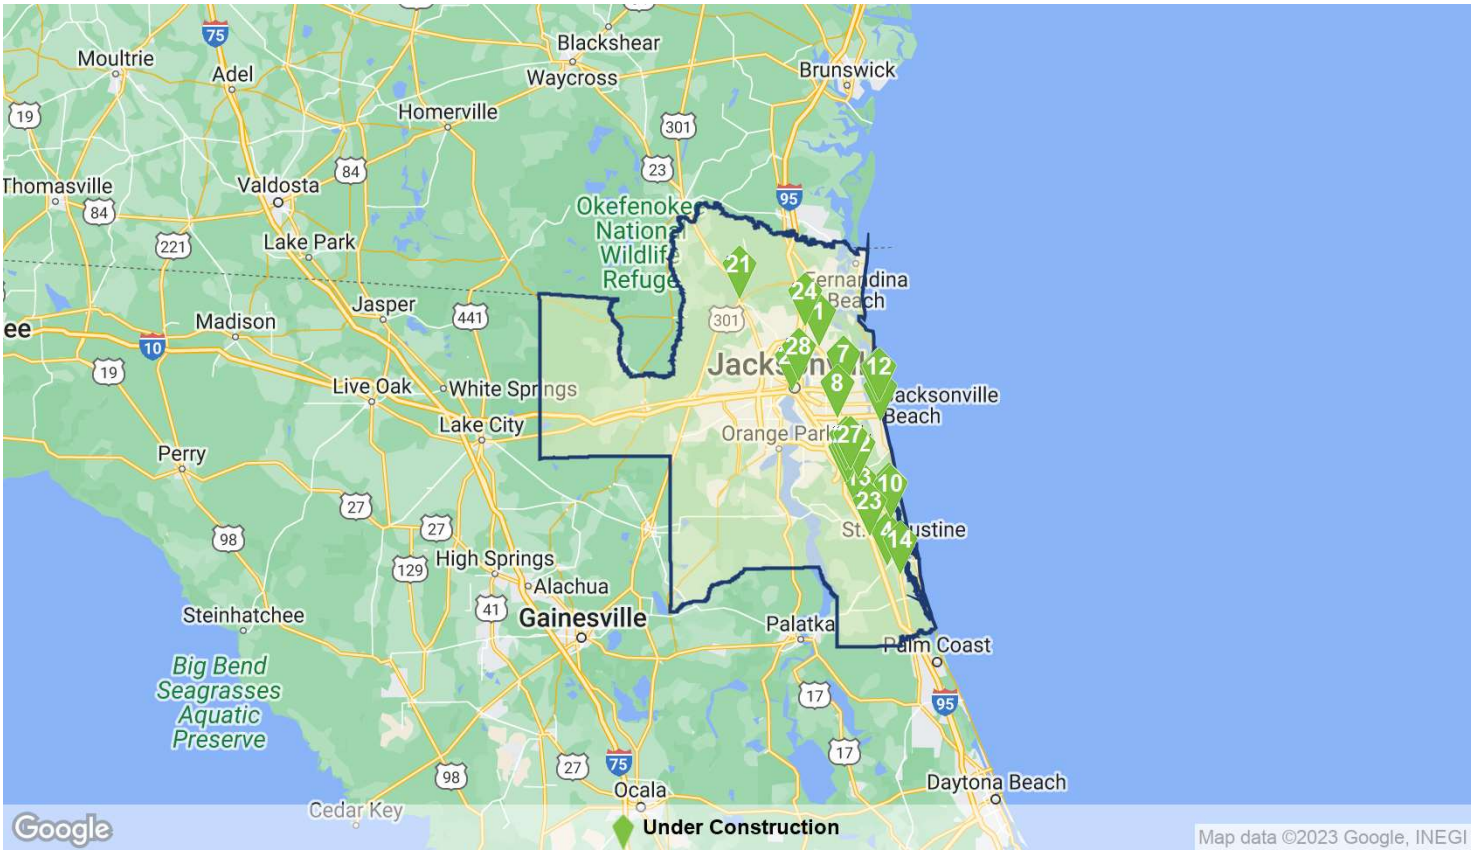 75
Moultrie
Adel
Blackshear
Waycross
Brunswick
19
Homerville
301
23
84
Thomasville
Valdosta
84
95
Okefenoke
National
Wildlife
Refuge
221
Lake Park
21
Fernandina
Beach
24
1
Jasper
441
301
Madison
ee
10
28
7
12
19
Live Oak
White Springs
8
Jacksonville
Beach
Lake City
Orange Park
27
Perry
13
10
23
27
27
98
St.
ustine
4
14
High Springs
129
Alachua
41
Steinhatchee
Gainesville
Palatka
Palm Coast
Big Bend
Seagrasses
Aquatic
Preserve
17
95
17
27
75
98
Daytona Beach
Ocala
Cedar Key
Google
Under Construction
Map data ©2023 Google, INEGI